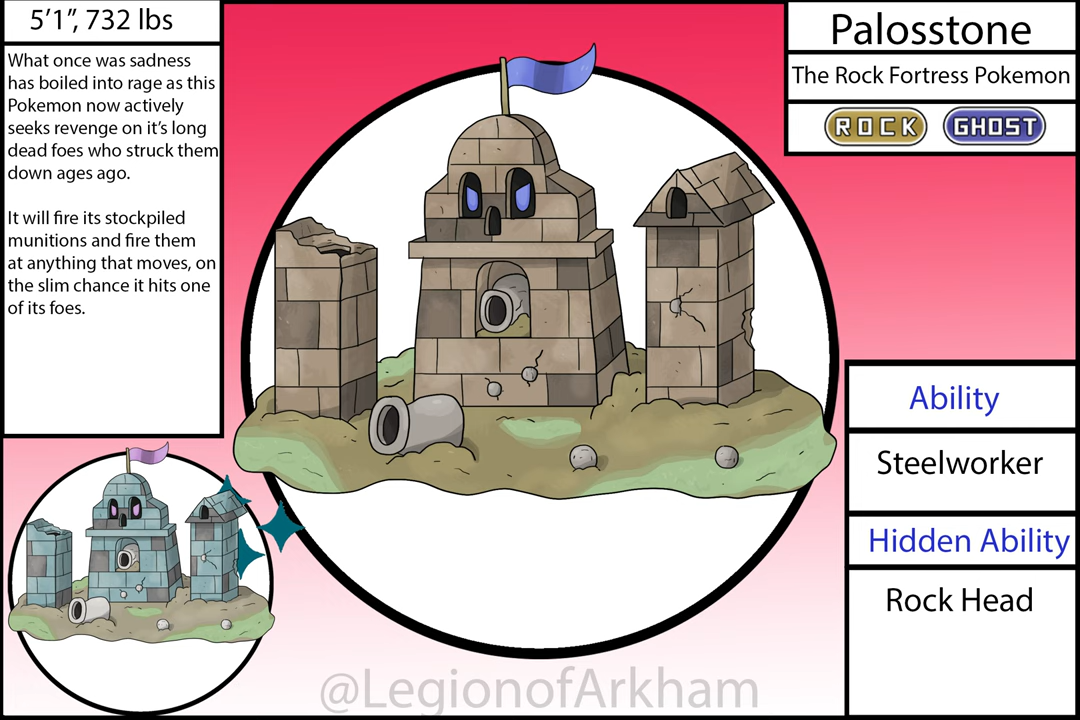 5’1”, 732 lbs
What once was sadness
has boiled into rage as this
Pokemon now actively
seeks revenge on it’s long
dead foes who struck them
down ages ago.
It will fire its stockpiled
munitions and fire them
at anything that moves, on
the slim chance it hits one
of its foes.
Palosstone
The Rock Fortress Pokemon
ROCK GHOST
Ability
Steelworker
Hidden Ability
Rock Head
@LegionofArkham